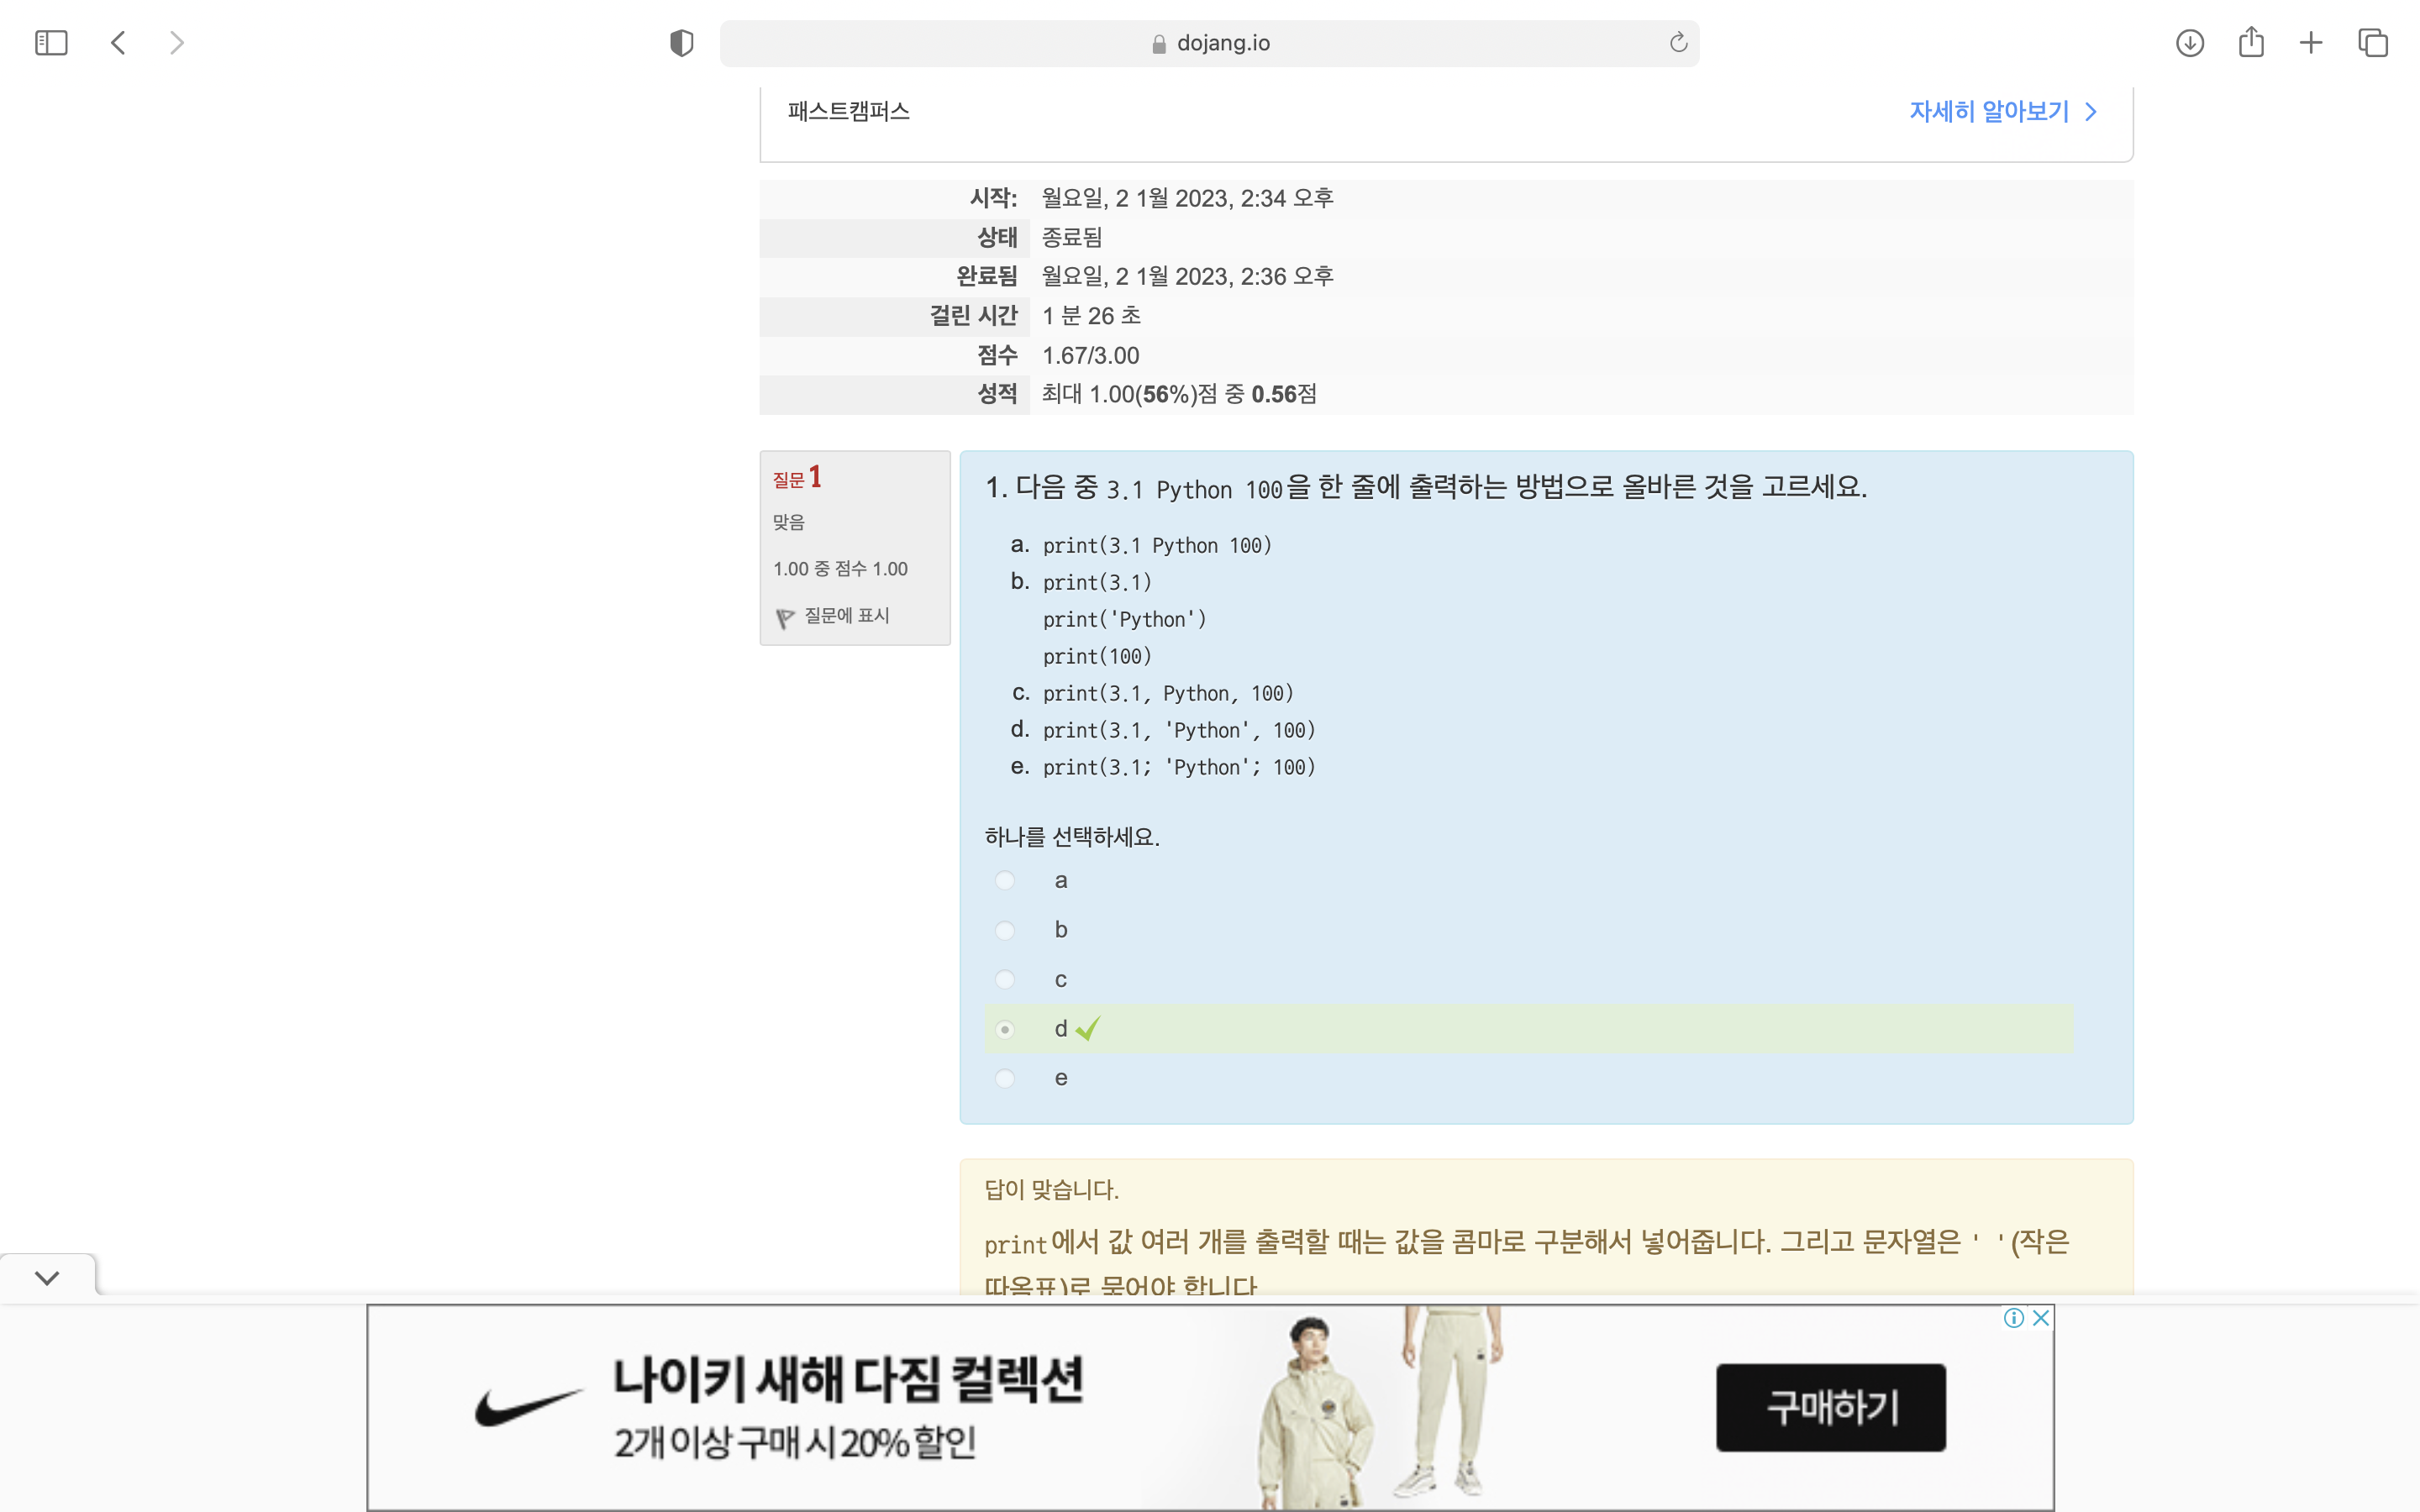 dojang.io
패스트캠퍼스
자세히 알아보기
시작: 월요일, 2 1월 2023, 2:34 오후
상태 종료됨
완료됨 월요일, 2 1월 2023, 2:36 오후
걸린 시간 1 분 26 초
점수 1.67/3.00
성적 최대 1.00(56%)점 중 0.56점
질문 1
맞음
1.00 중 점수 1.00
질문에 표시
1. 다음 중 3.1 Python 100을 한 줄에 출력하는 방법으로 올바른 것을 고르세요.
a. print(3.1 Python 100)
b. print(3.1)
print('Python')
print(100)
c. print(3.1, Python, 100)
d. print(3.1, 'Python', 100)
e. print(3.1; 'Python'; 100)
하나를 선택하세요.
a
b
c
d
e
답이 맞습니다.
print에서 값 여러 개를 출력할 때는 값을 콤마로 구분해서 넣어줍니다. 그리고 문자열은 ' '(작은
따옴표)로 묶어야 합니다
나이키 새해 다짐 컬렉션
2개 이상 구매 시 20% 할인
구매하기